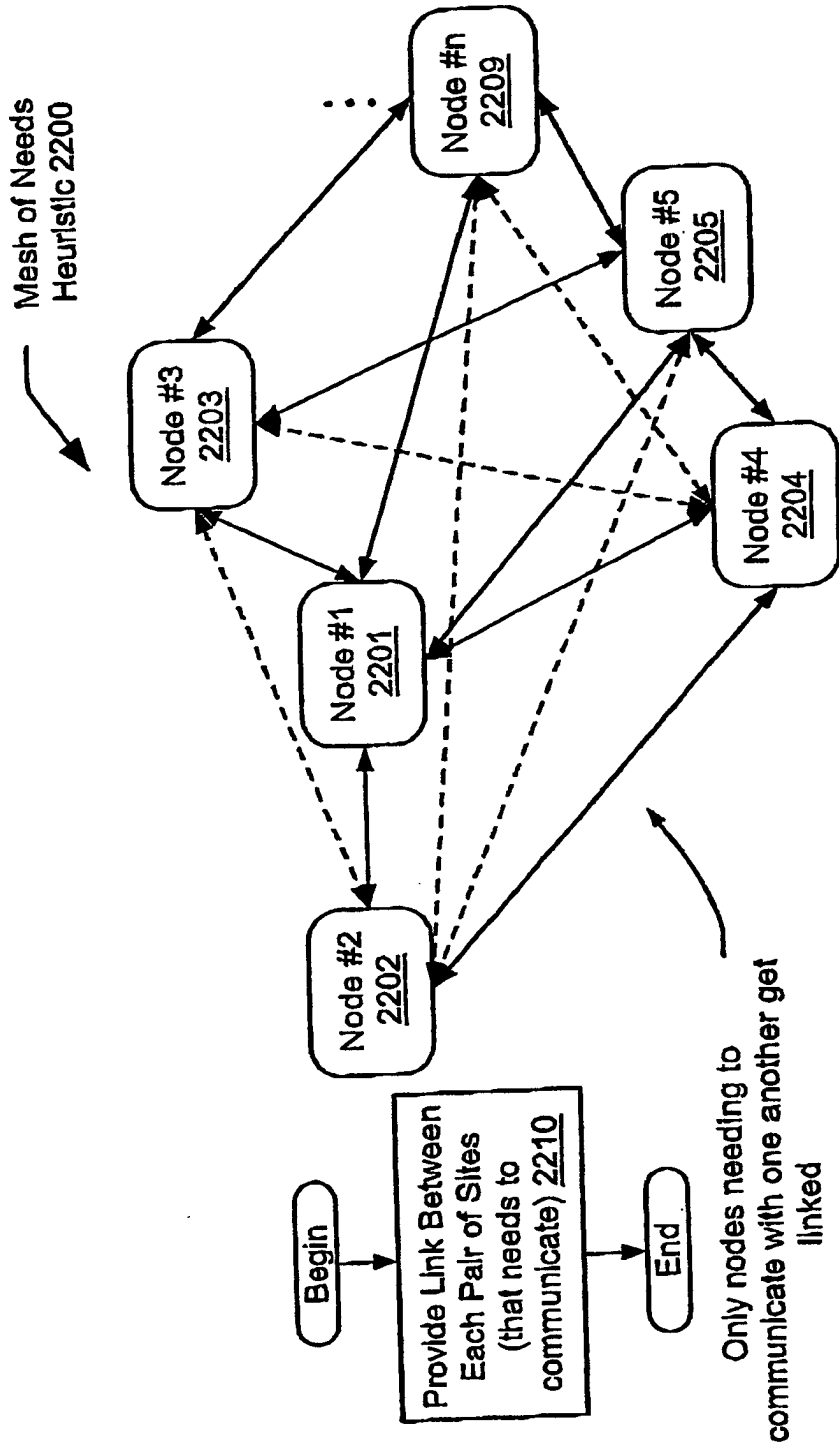 Mesh of Needs
Heuristic 2200
Node #3
2203
...
Node #n
2209
Node #1
2201
Node #2
2202
Node #5
2205
Node #4
2204
Begin
Provide Link Between
Each Pair of Sites
(that needs to
communicate) 2210
End
Only nodes needing to
communicate with one another get
linked